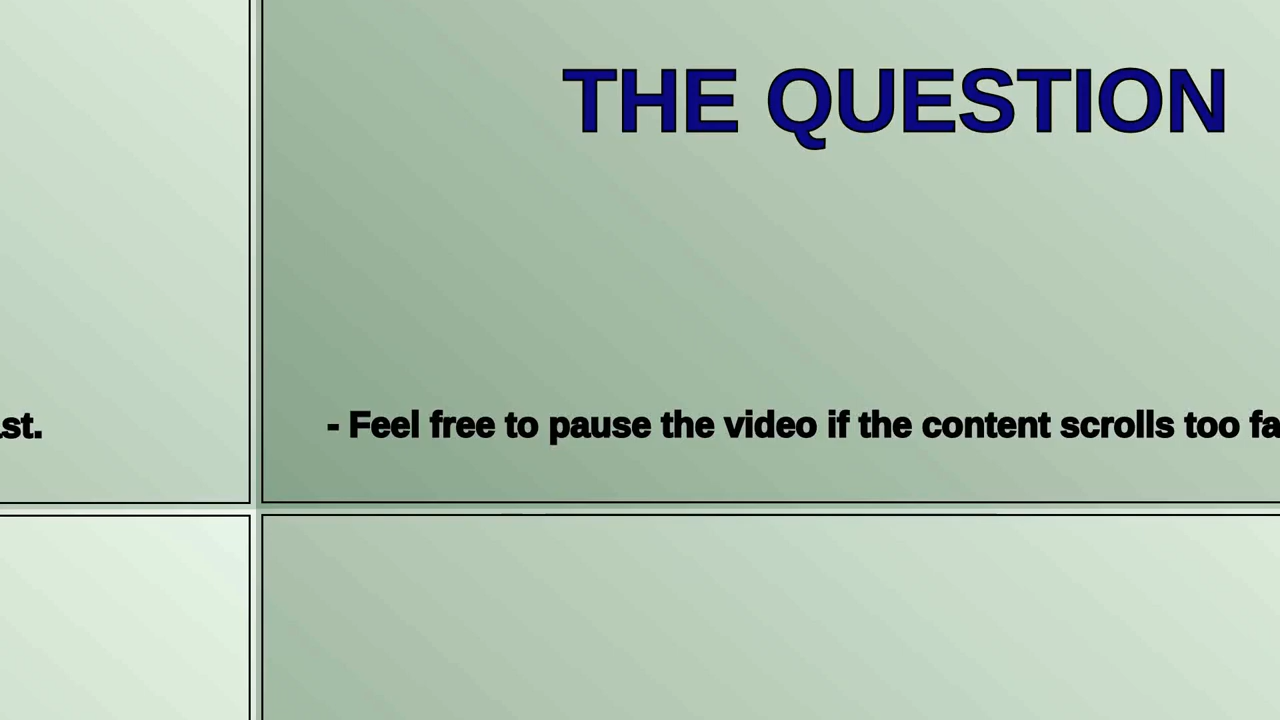 THE QUESTION
st.
- Feel free to pause the video if the content scrolls too fa